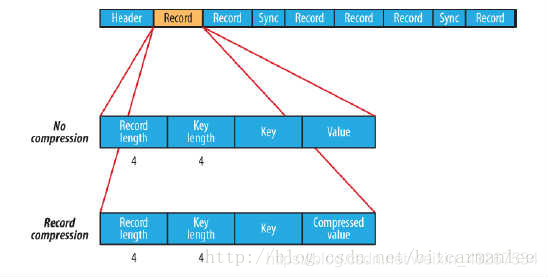 Header Record Record Sync Record Record Record Sync Record
No
compression
Record
length
Key
length
Key
Value
4 4
Record
compression
Record
length
Key
length
Key
Compressed
value
4 4
http://blog.csdn.net/bitcarmanlee